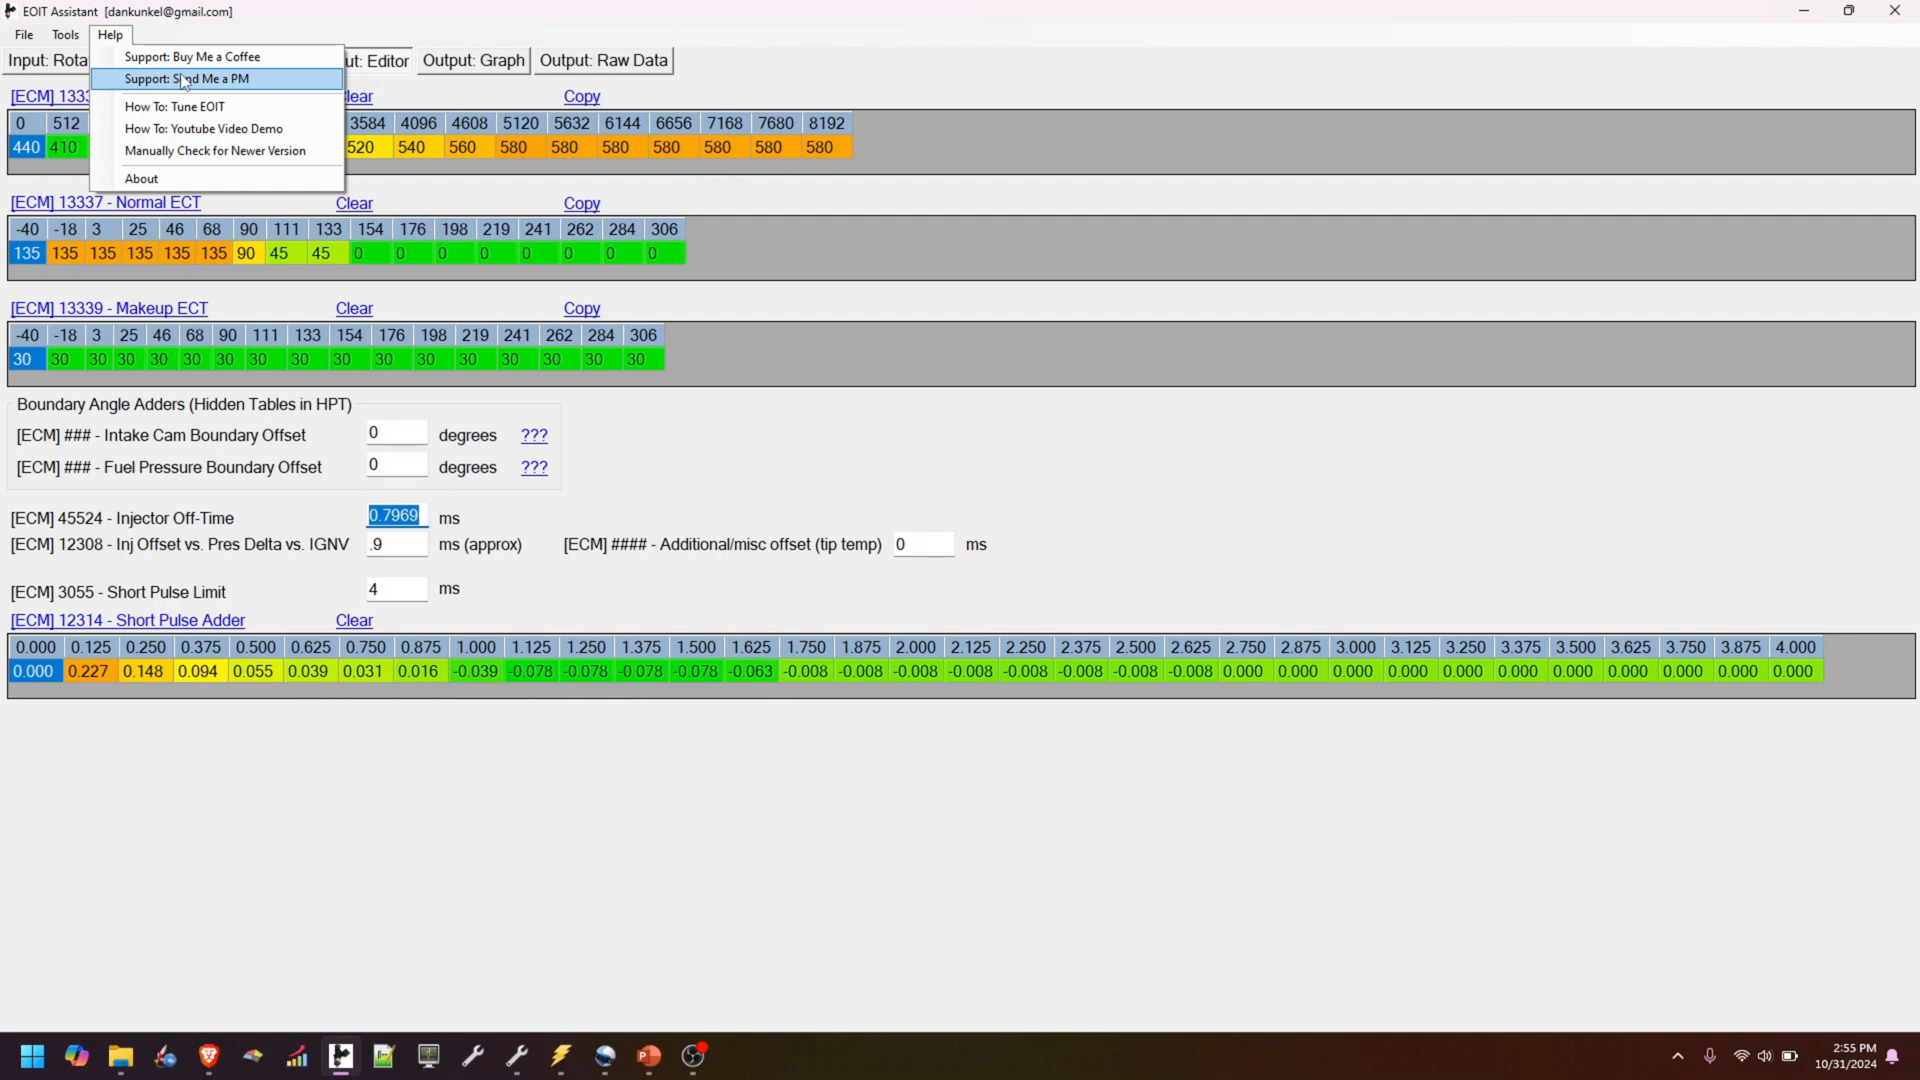 EOIT Assistant [dankunkel@gmail.com]
File Tools Help
Input: Rota ut: Editor Output: Graph Output: Raw Data
Support: Buy Me a Coffee
Support: Send Me a PM
How To: Tune EOIT
How To: Youtube Video Demo
Manually Check for Newer Version
About
[ECM] 1333 lear Copy
0 512 3584 4096 4608 5120 5632 6144 6656 7168 7680 8192
440 410 520 540 560 580 580 580 580 580 580 580
[ECM] 13337 - Normal ECT Clear Copy
-40 -18 3 25 46 68 90 111 133 154 176 198 219 241 262 284 306
135 135 135 135 135 135 90 45 45 0 0 0 0 0 0 0 0
[ECM] 13339 - Makeup ECT Clear Copy
-40 -18 3 25 46 68 90 111 133 154 176 198 219 241 262 284 306
30 30 30 30 30 30 30 30 30 30 30 30 30 30 30 30 30
Boundary Angle Adders (Hidden Tables in HPT)
[ECM] ### - Intake Cam Boundary Offset 0 degrees ???
[ECM] ### - Fuel Pressure Boundary Offset 0 degrees ???
[ECM] 45524 - Injector Off-Time 0.7969 ms
[ECM] 12308 - Inj Offset vs. Pres Delta vs. IGNV .9 ms (approx) [ECM] #### - Additional/misc offset (tip temp) 0 ms
[ECM] 3055 - Short Pulse Limit 4 ms
[ECM] 12314 - Short Pulse Adder Clear
0.000 0.125 0.250 0.375 0.500 0.625 0.750 0.875 1.000 1.125 1.250 1.375 1.500 1.625 1.750 1.875 2.000 2.125 2.250 2.375 2.500 2.625 2.750 2.875 3.000 3.125 3.250 3.375 3.500 3.625 3.750 3.875 4.000
0.000 0.227 0.148 0.094 0.055 0.039 0.031 0.016 -0.039 -0.078 -0.078 -0.078 -0.078 -0.063 -0.008 -0.008 -0.008 -0.008 -0.008 -0.008 -0.008 -0.008 0.000 0.000 0.000 0.000 0.000 0.000 0.000 0.000 0.000 0.000 0.000
2:55 PM
10/31/2024